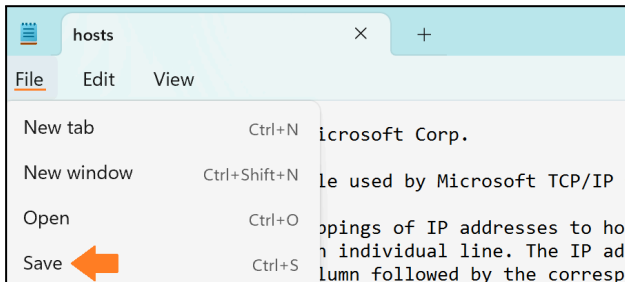 hosts
File Edit View
New tab Ctrl+N
New window Ctrl+Shift+N
Open Ctrl+O
Save Ctrl+S
icrosoft Corp.
le used by Microsoft TCP/IP
ppings of IP addresses to ho
individual line. The IP ad
lumn followed by the corresp